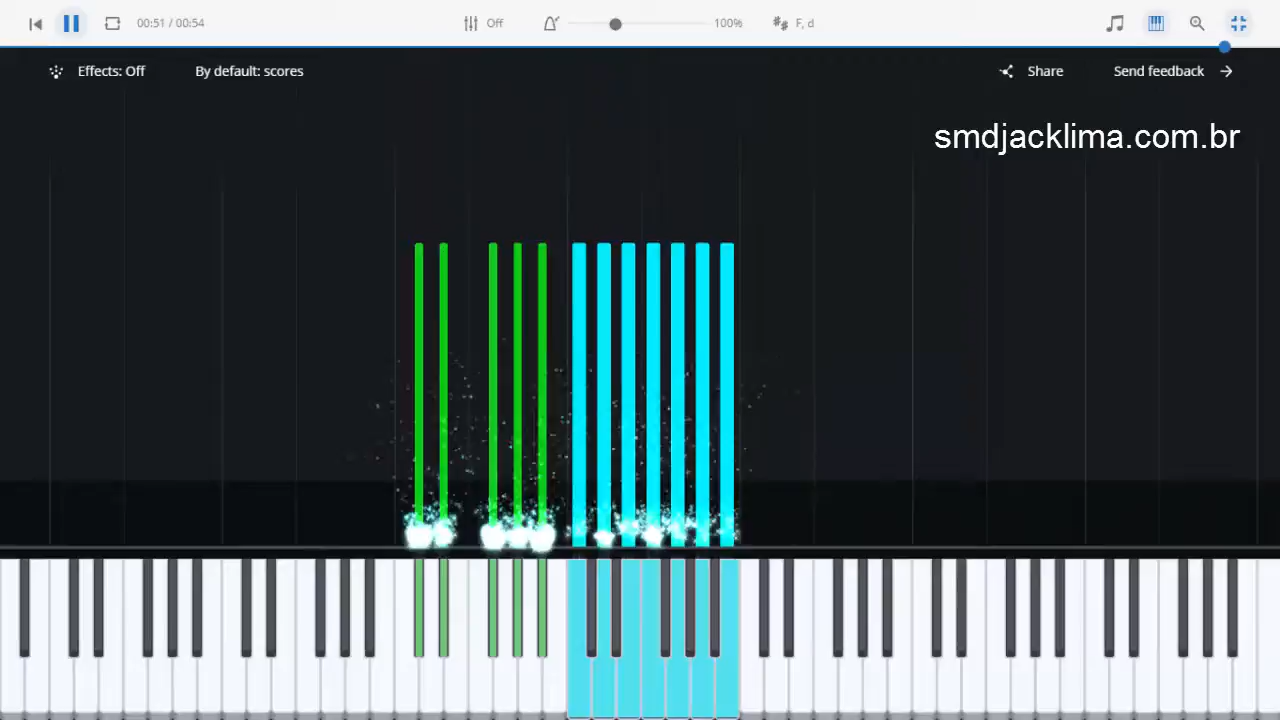 00:51 / 00:54
Off
100%
F, d
Effects: Off
By default: scores
Share
Send feedback
smdjacklima.com.br